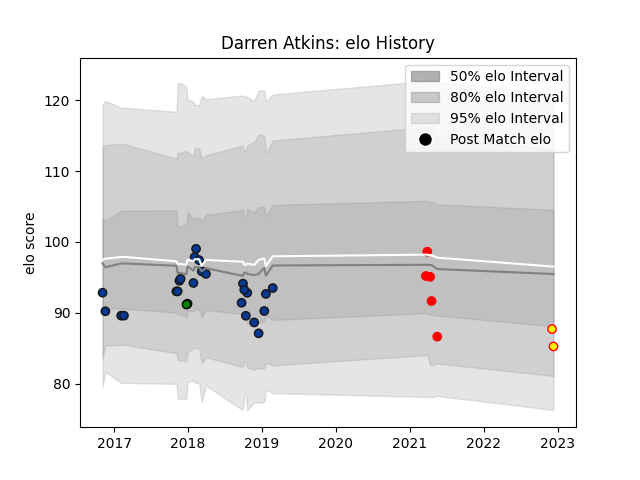 Darren Atkins: elo History
50% elo Interval
80% elo Interval
95% elo Interval
Post Match elo
elo score
120
110
100
90
80
2017 2018 2019 2020 2021 2022 2023